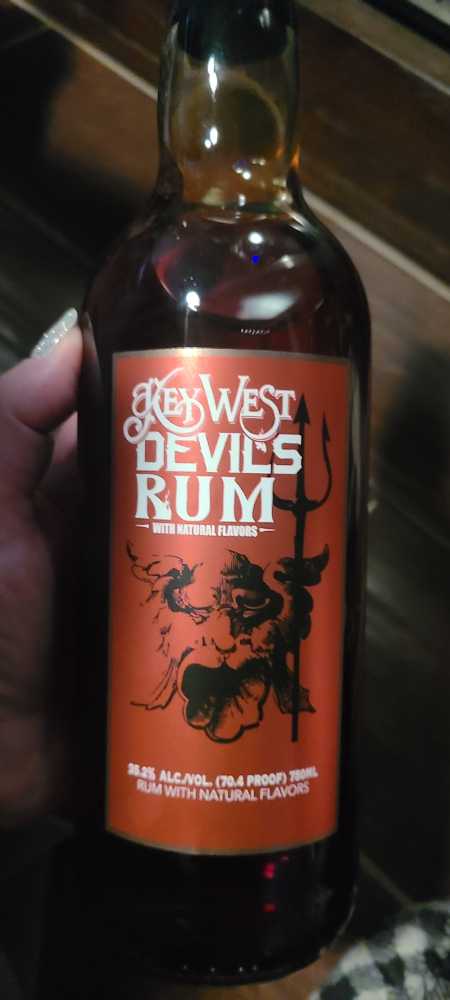 Key West
DEVIL'S
RUM
WITH NATURAL FLAVORS
35.2% ALC./VOL. (70.4 PROOF) 750ML
RUM WITH NATURAL FLAVORS